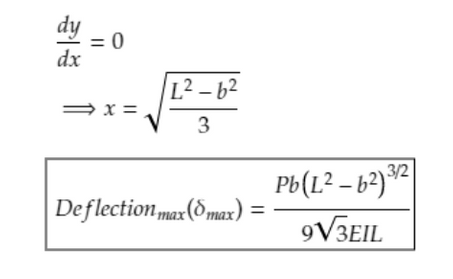 dy/dx = 0
⟹ x = √((L² – b²)/3)
Deflection_max(δ_max) = Pb(L² – b²)^3/2 / 9√3EIL